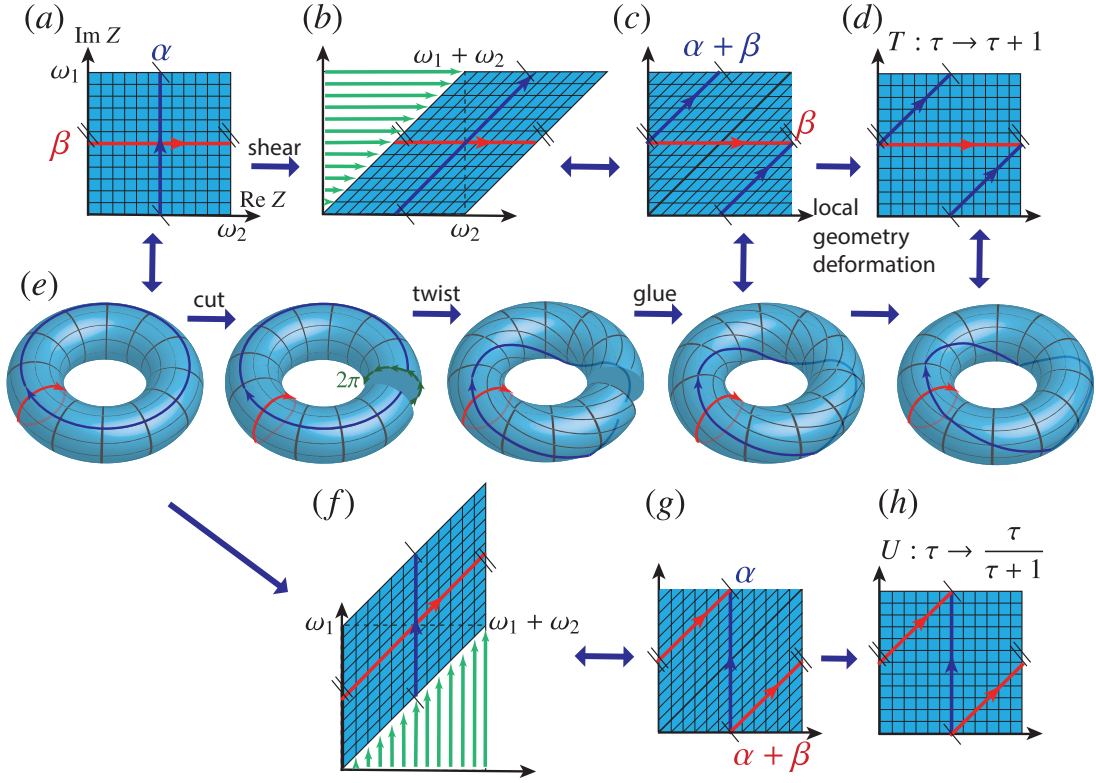 (a)
(b)
(c)
(d)
Im Z
α
ω₁
β
Re Z
ω₂
shear
ω₁ + ω₂
ω₂
α + β
β
T : τ → τ + 1
local
geometry
deformation
(e)
cut
2π
twist
glue
(f)
ω₁
ω₁ + ω₂
(g)
α
α + β
(h)
U : τ → τ / (τ + 1)